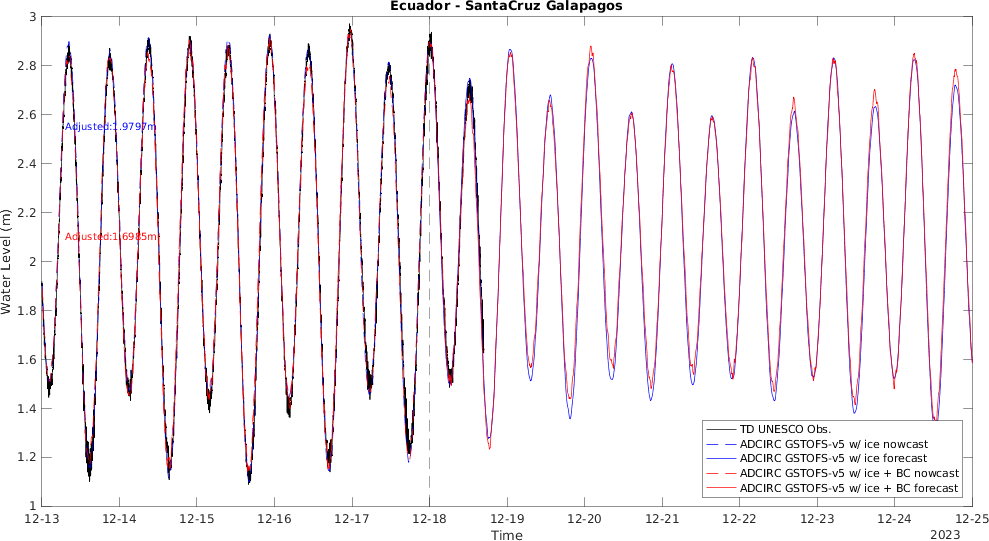 Ecuador - SantaCruz Galapagos
3
2.8
2.6
2.4
2.2
2
1.8
1.6
1.4
1.2
1
Water Level (m)
Adjusted:1.9797m
Adjusted:1.6985m
TD UNESCO Obs.
ADCIRC GSTOFS-v5 w/ ice nowcast
ADCIRC GSTOFS-v5 w/ ice forecast
ADCIRC GSTOFS-v5 w/ ice + BC nowcast
ADCIRC GSTOFS-v5 w/ ice + BC forecast
12-13 12-14 12-15 12-16 12-17 12-18 12-19 12-20 12-21 12-22 12-23 12-24 12-25
Time
2023